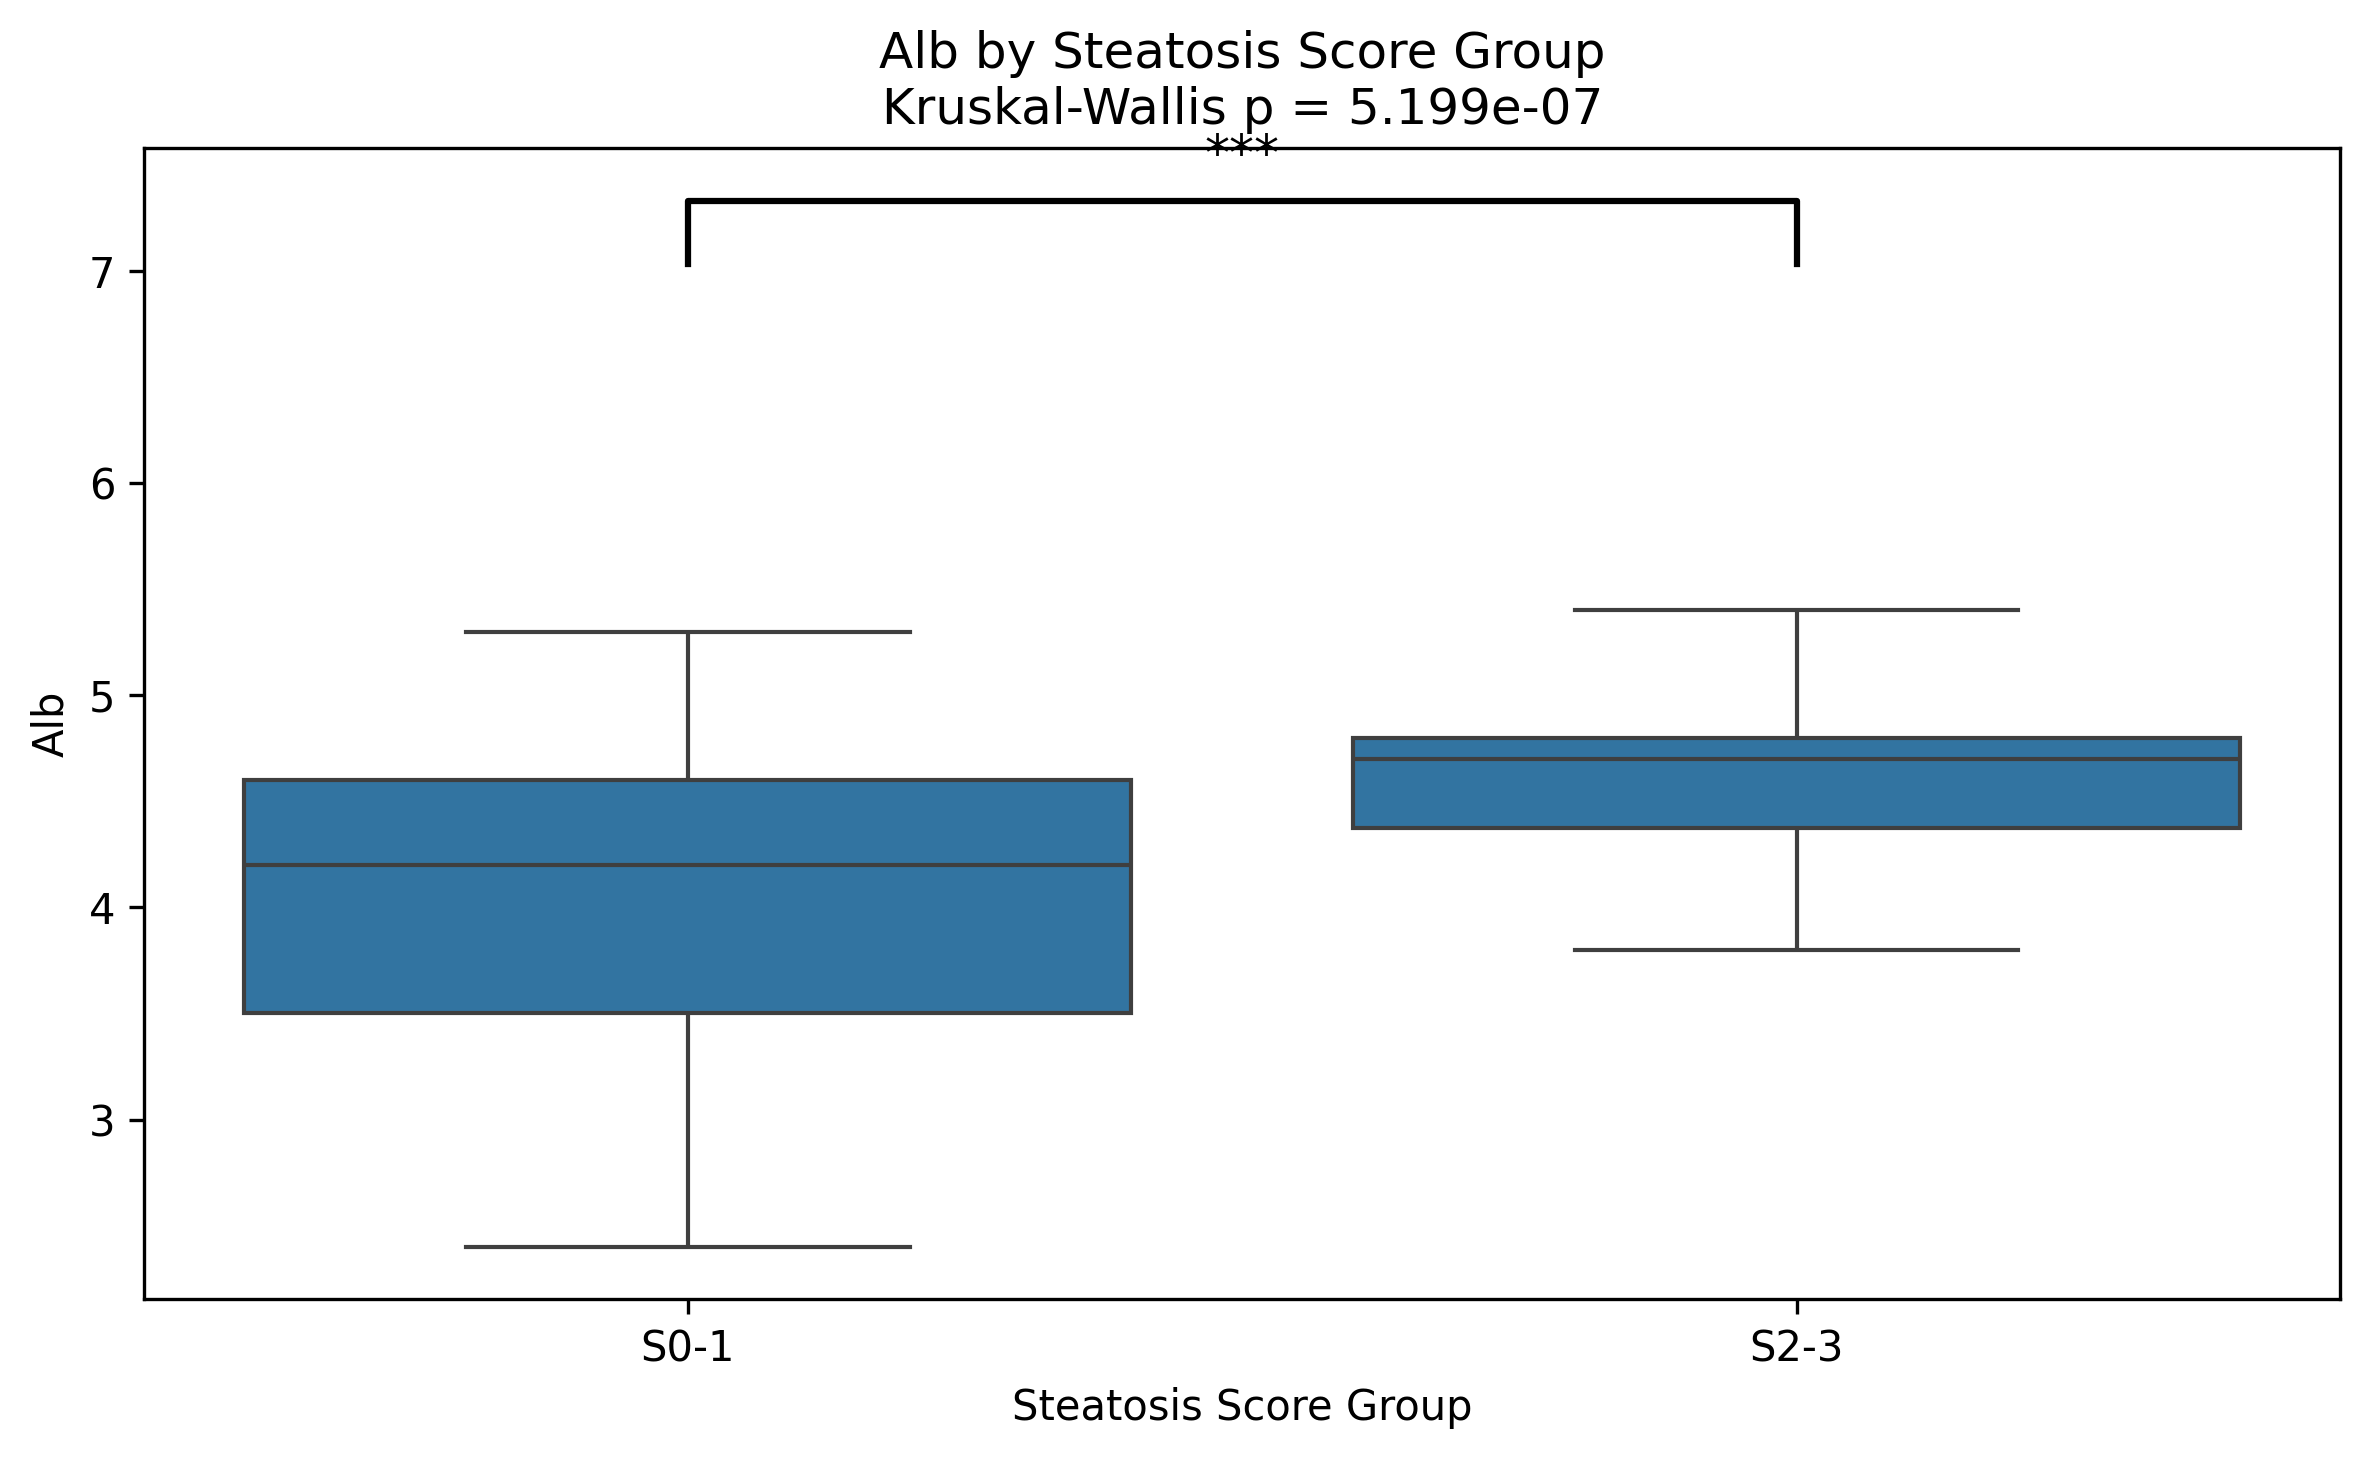 Alb by Steatosis Score Group
Kruskal-Wallis p = 5.199e-07
***
7
6
5
4
3
Alb
S0-1
S2-3
Steatosis Score Group